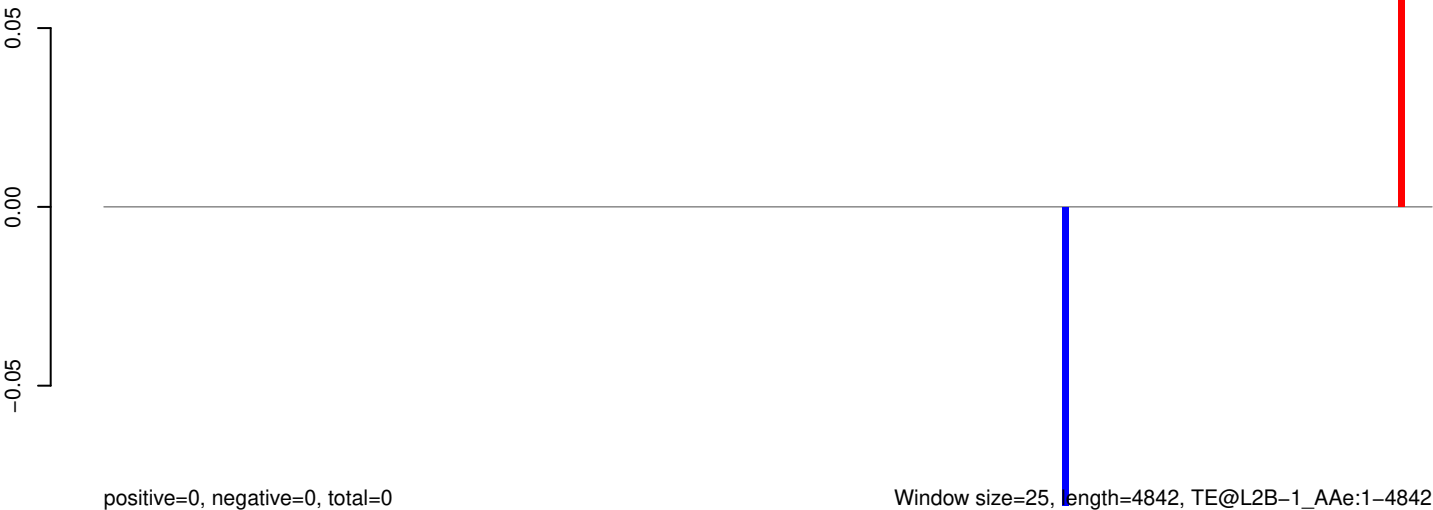 0.05
0.00
−0.05
positive=0, negative=0, total=0
Window size=25, length=4842, TE@L2B−1_AAe:1−4842